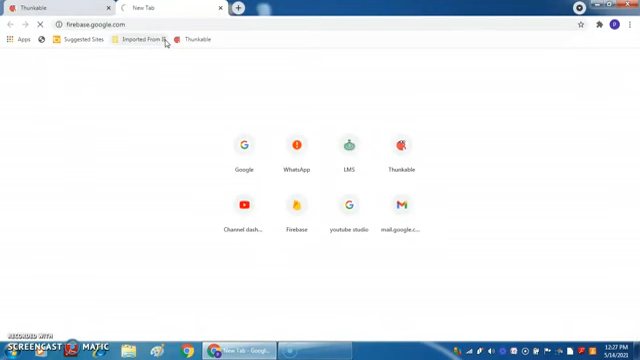 Thunkable
New Tab
firebase.google.com
Apps
Suggested Sites
Imported From IE
Thunkable
Google
WhatsApp
LMS
Thunkable
Channel dash...
Firebase
youtube studio
mail.google.c...
RECORDED WITH
SCREENCAST MATIC
New Tab - Googl...
12:27 PM
5/14/2021